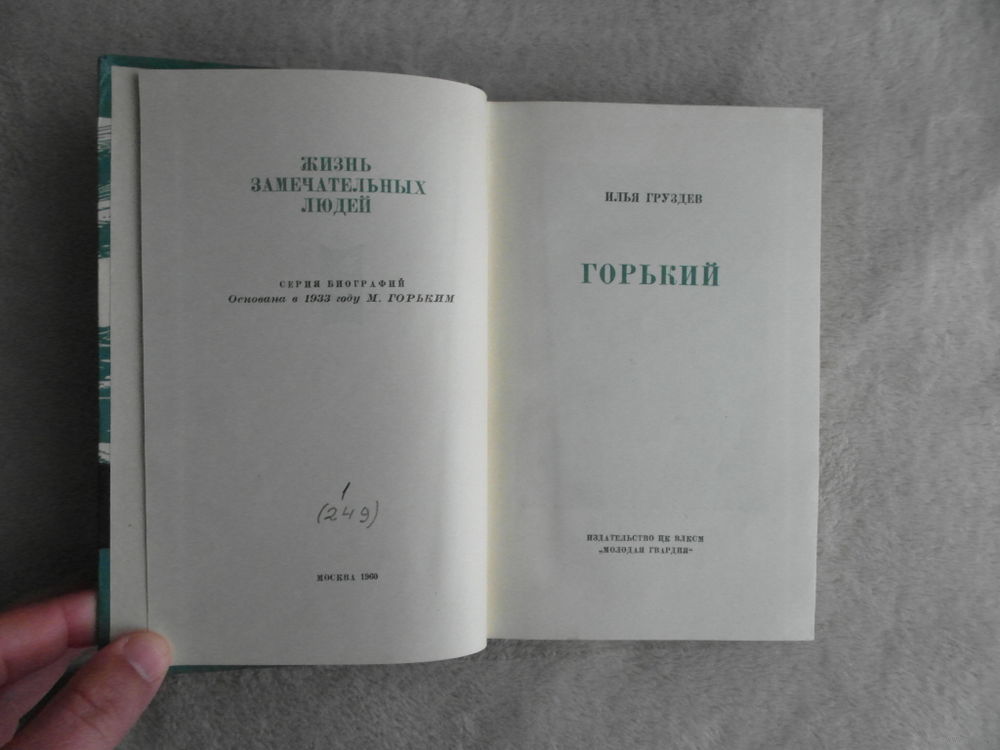 ЖИЗНЬ
ЗАМЕЧАТЕЛЬНЫХ
ЛЮДЕЙ
СЕРИЯ БИОГРАФИЙ
Основана в 1933 году М. ГОРЬКИМ
1
(249)
МОСКВА 1960
ИЛЬЯ ГРУЗДЕВ
ГОРЬКИЙ
ИЗДАТЕЛЬСТВО ЦК ВЛКСМ
„МОЛОДАЯ ГВАРДИЯ“